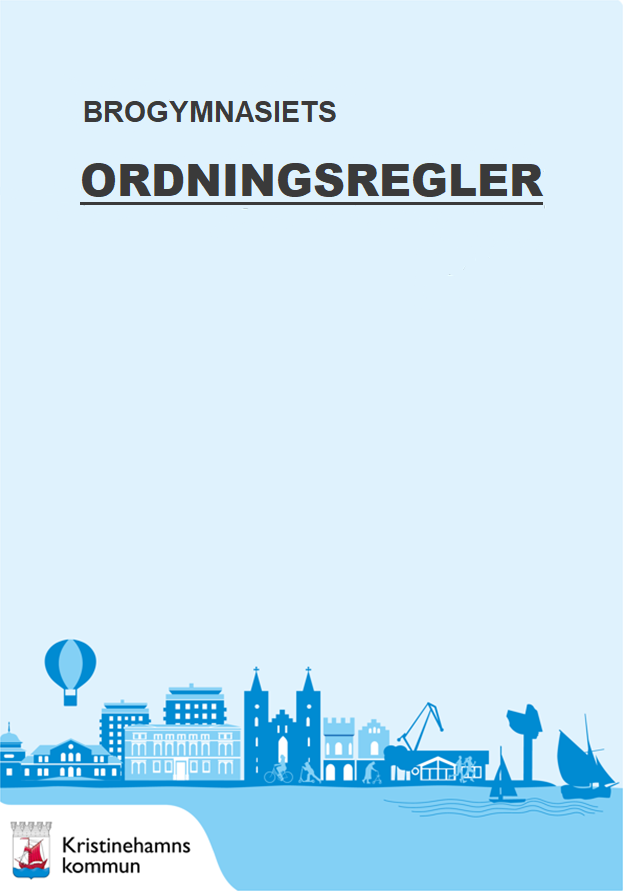 BROGYMNASIETS
ORDNINGSREGLER
Kristinehamns
kommun